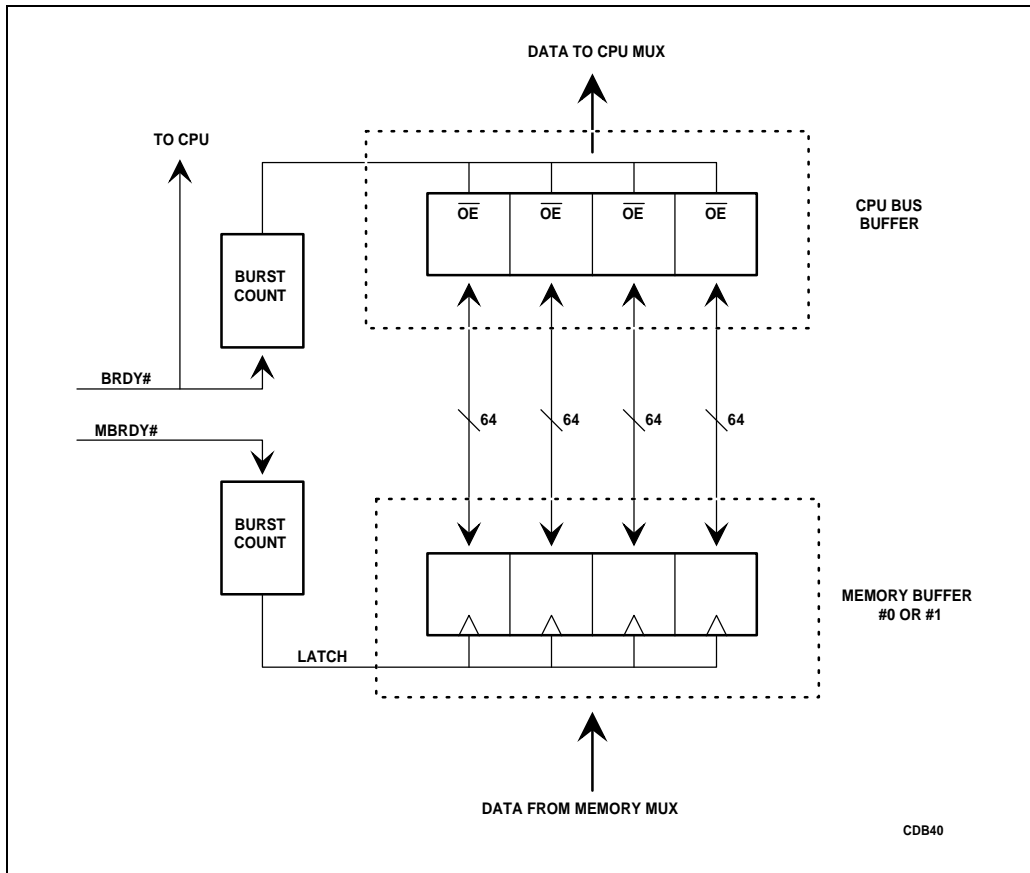 DATA TO CPU MUX
TO CPU
OE OE OE OE
CPU BUS
BUFFER
BURST
COUNT
BRDY#
64 64 64 64
MBRDY#
BURST
COUNT
MEMORY BUFFER
#0 OR #1
LATCH
DATA FROM MEMORY MUX
CDB40